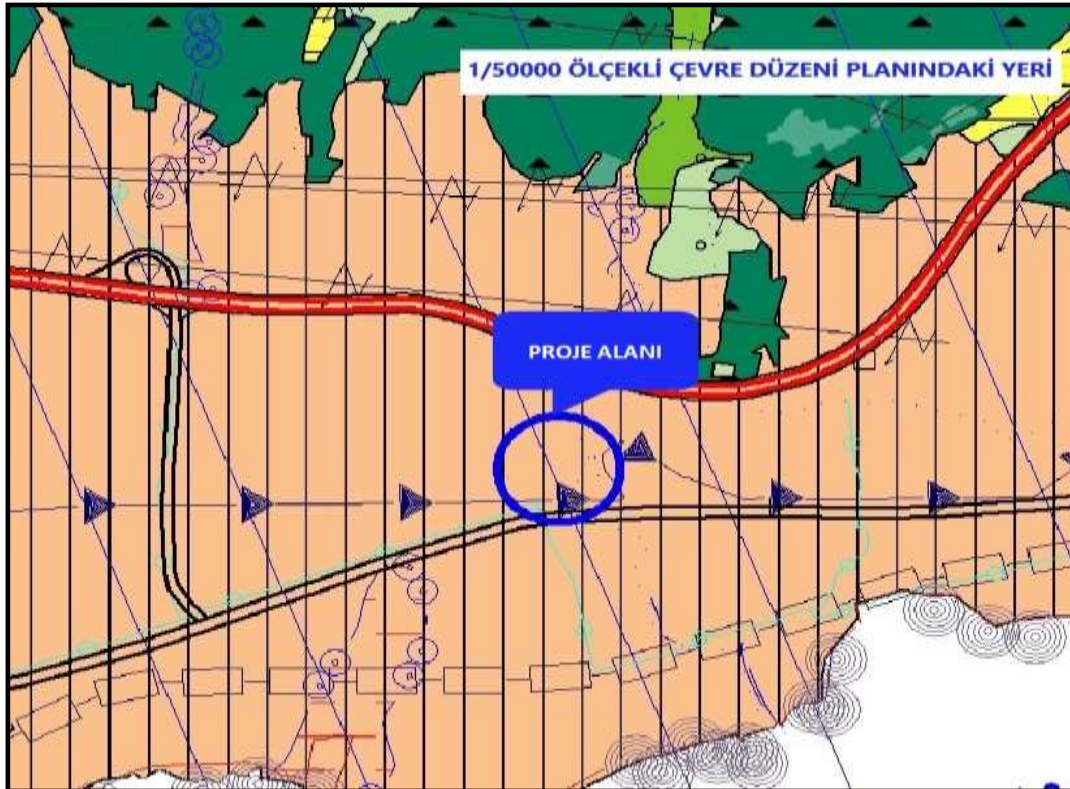 1/50000 ÖLÇEKLİ ÇEVRE DÜZENİ PLANINDAKİ YERİ
PROJE ALANI